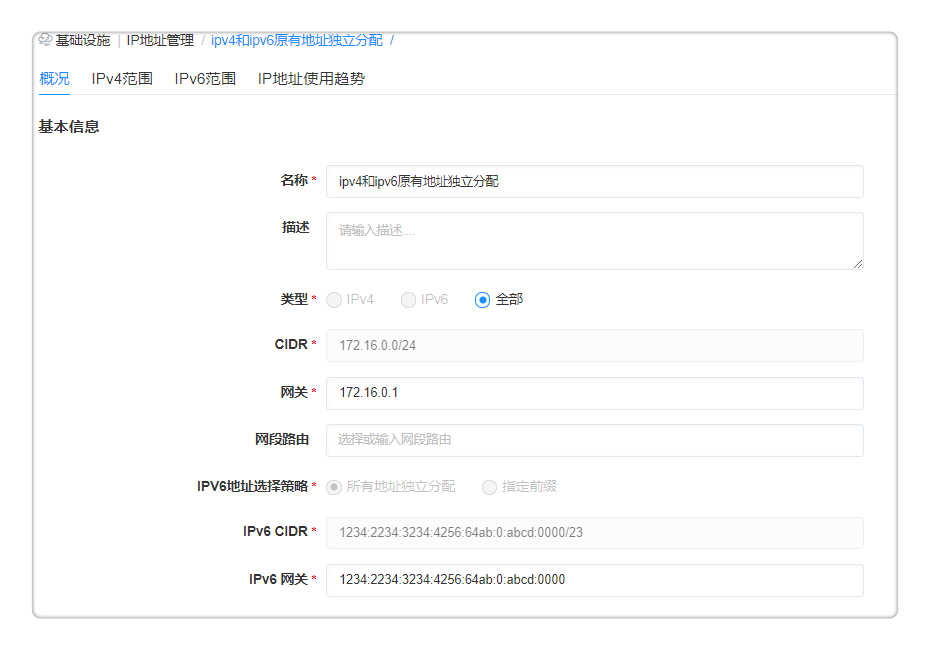 基础设施 | IP地址管理 / ipv4和ipv6原有地址独立分配 /
概况 IPv4范围 IPv6范围 IP地址使用趋势
基本信息
名称 * ipv4和ipv6原有地址独立分配
描述 请输入描述....
类型 * IPv4 IPv6 全部
CIDR * 172.16.0.0/24
网关 * 172.16.0.1
网段路由 选择或输入网段路由
IPV6地址选择策略 * 所有地址独立分配 指定前缀
IPv6 CIDR * 1234:2234:3234:4256:64ab:0:abcd:0000/23
IPv6 网关 * 1234:2234:3234:4256:64ab:0:abcd:0000